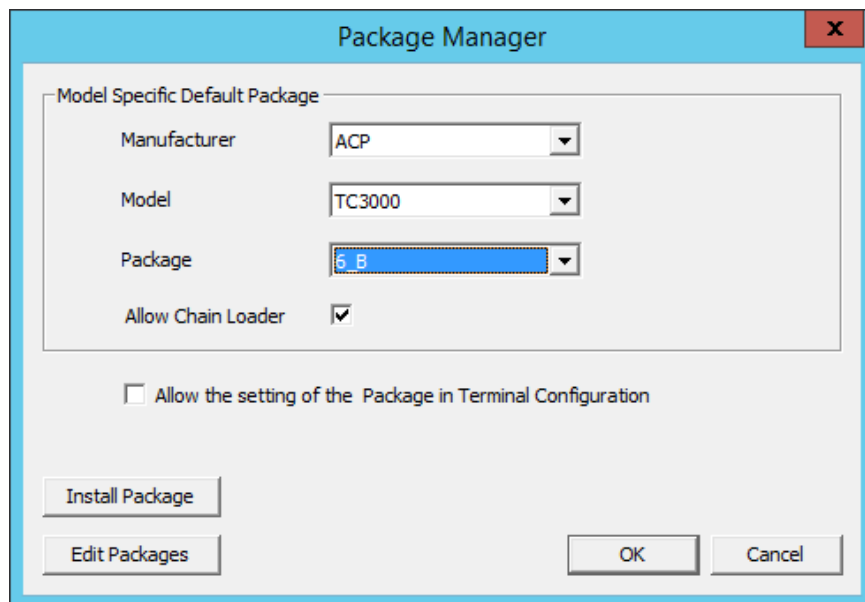 Package Manager
x
Model Specific Default Package
Manufacturer ACP
Model TC3000
Package 6_B
Allow Chain Loader
Allow the setting of the Package in Terminal Configuration
Install Package
Edit Packages OK Cancel